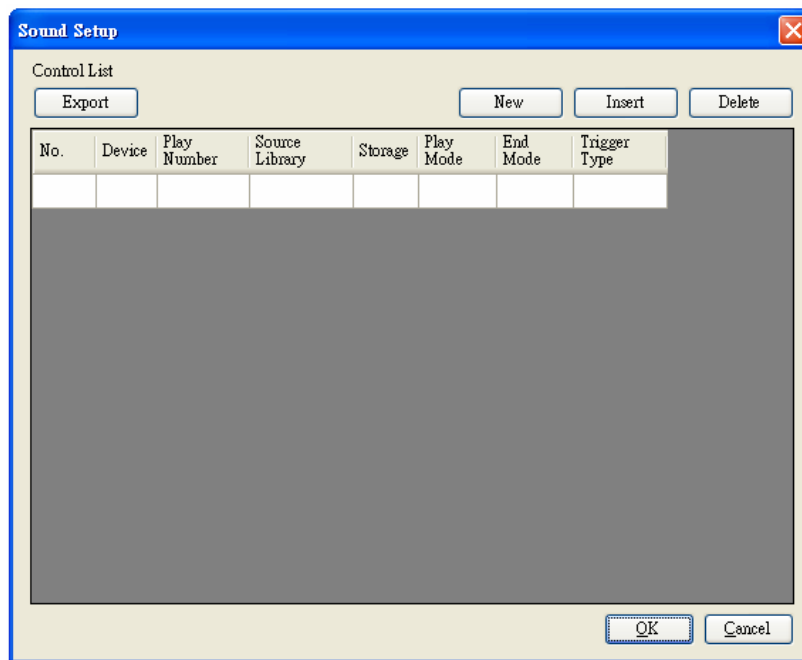 Sound Setup
Control List
Export New Insert Delete
No. Device Play Number Source Library Storage Play Mode End Mode Trigger Type
OK Cancel